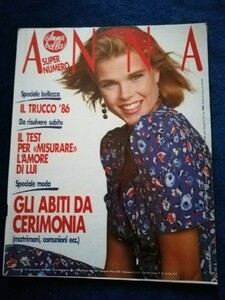 Anna
bella
ANNA
SUPER
NUMERO
Speciale bellezza
IL TRUCCO '86
Da risolvere subito
IL TEST
PER «MISURARE»
L'AMORE
DI LUI
Speciale moda
GLI ABITI DA
CERIMONIA
(matrimoni, comunioni ecc.)